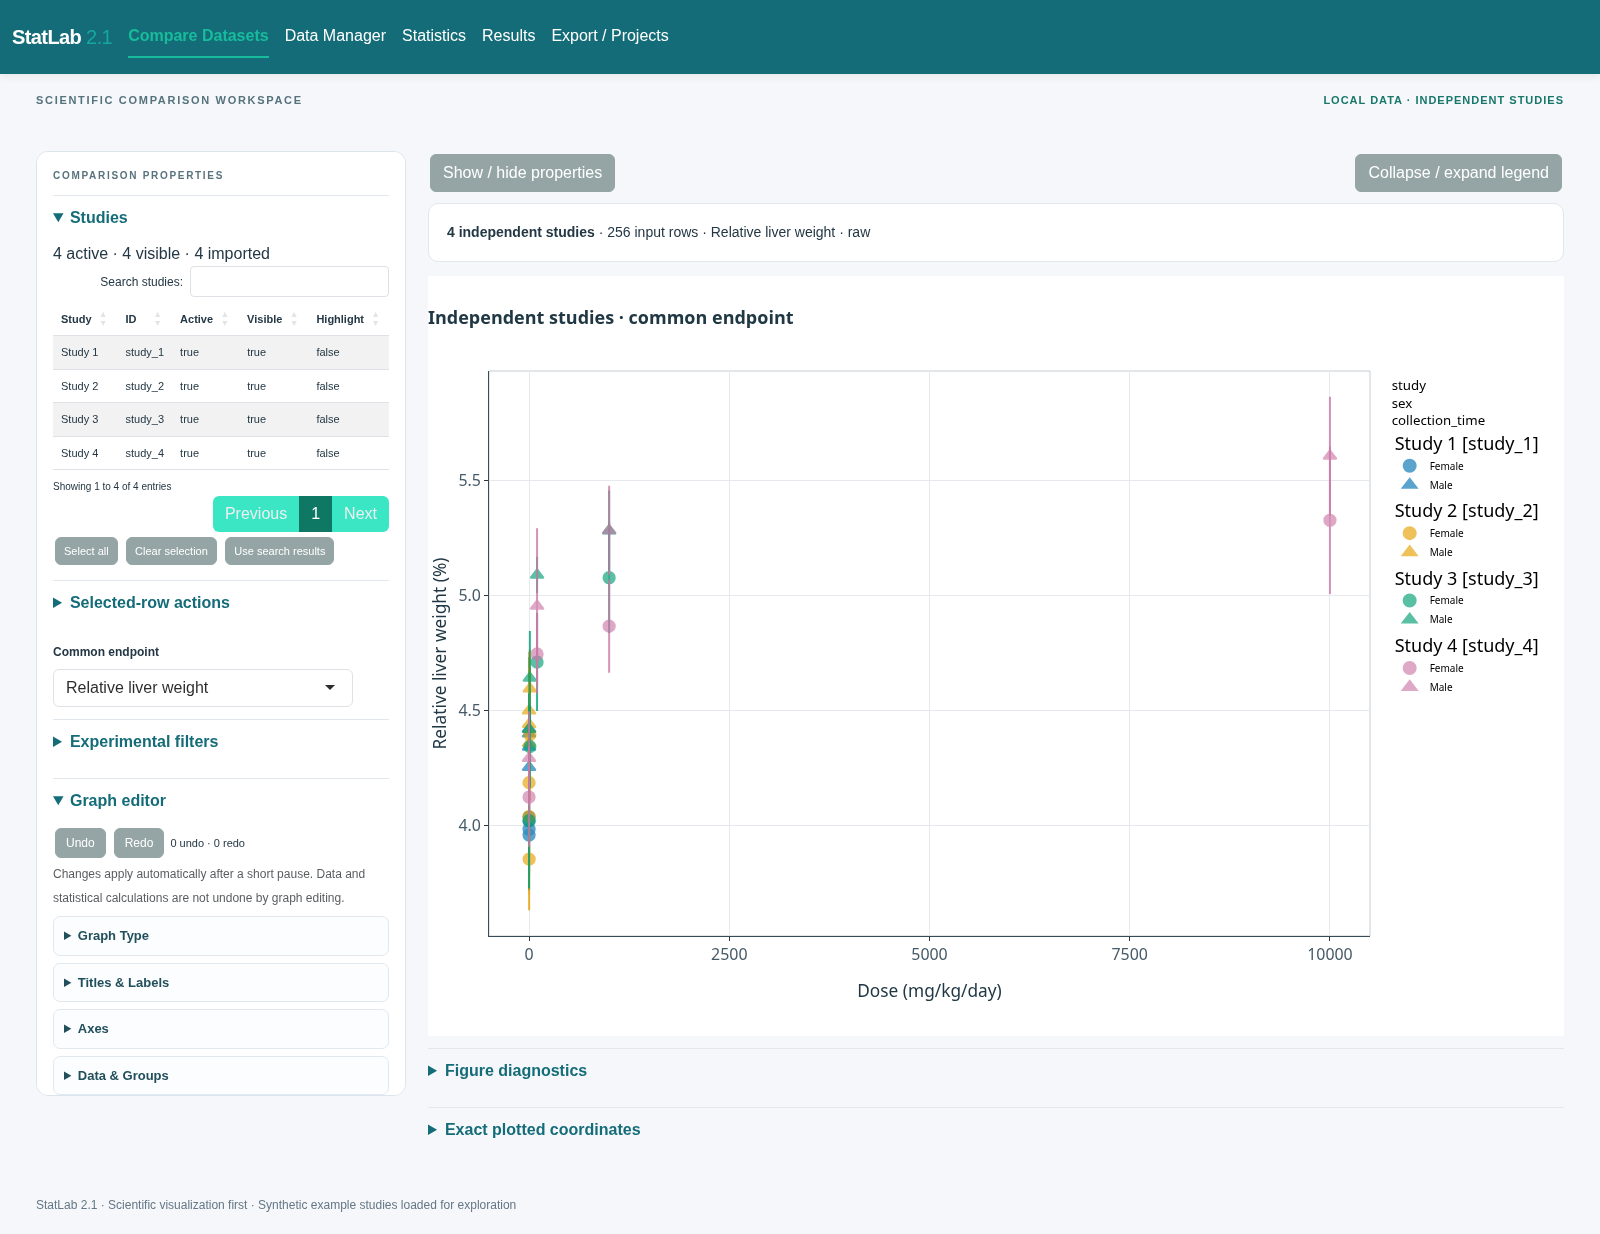 StatLab 2.1 Compare Datasets Data Manager Statistics Results Export / Projects
SCIENTIFIC COMPARISON WORKSPACE
LOCAL DATA · INDEPENDENT STUDIES
COMPARISON PROPERTIES
Studies
4 active · 4 visible · 4 imported
Search studies:
Study ID Active Visible Highlight
Study 1 study_1 true true false
Study 2 study_2 true true false
Study 3 study_3 true true false
Study 4 study_4 true true false
Showing 1 to 4 of 4 entries
Previous 1 Next
Select all Clear selection Use search results
Selected-row actions
Common endpoint
Relative liver weight
Experimental filters
Graph editor
Undo Redo 0 undo · 0 redo
Changes apply automatically after a short pause. Data and
statistical calculations are not undone by graph editing.
Graph Type
Titles & Labels
Axes
Data & Groups
Show / hide properties
Collapse / expand legend
4 independent studies · 256 input rows · Relative liver weight · raw
Independent studies · common endpoint
Relative liver weight (%)
5.5
5.0
4.5
4.0
0 2500 5000 7500 10000
Dose (mg/kg/day)
study
sex
collection_time
Study 1 [study_1]
Female
Male
Study 2 [study_2]
Female
Male
Study 3 [study_3]
Female
Male
Study 4 [study_4]
Female
Male
Figure diagnostics
Exact plotted coordinates
StatLab 2.1 · Scientific visualization first · Synthetic example studies loaded for exploration